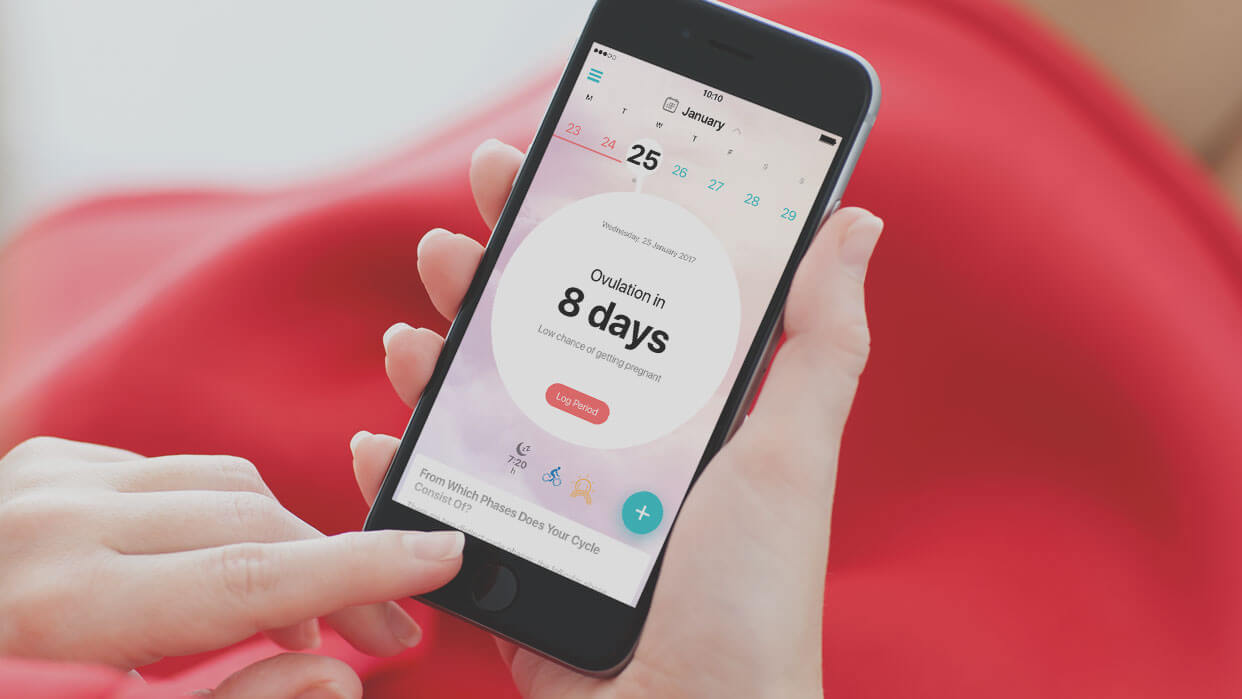 10:10
January
M T W T F S S
23 24 25 26 27 28 29
Wednesday, 25 January 2017
Ovulation in
8 days
Low chance of getting pregnant
Log Period
7:20
h
From Which Phases Does Your Cycle
Consist Of?